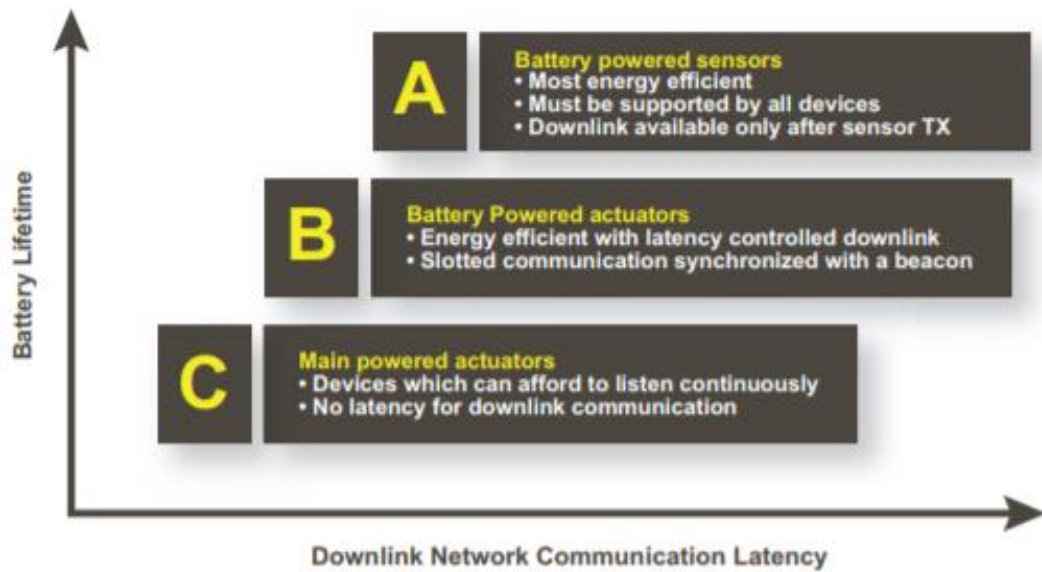 A
Battery powered sensors
• Most energy efficient
• Must be supported by all devices
• Downlink available only after sensor TX
B
Battery Powered actuators
• Energy efficient with latency controlled downlink
• Slotted communication synchronized with a beacon
C
Main powered actuators
• Devices which can afford to listen continuously
• No latency for downlink communication
Battery Lifetime
Downlink Network Communication Latency